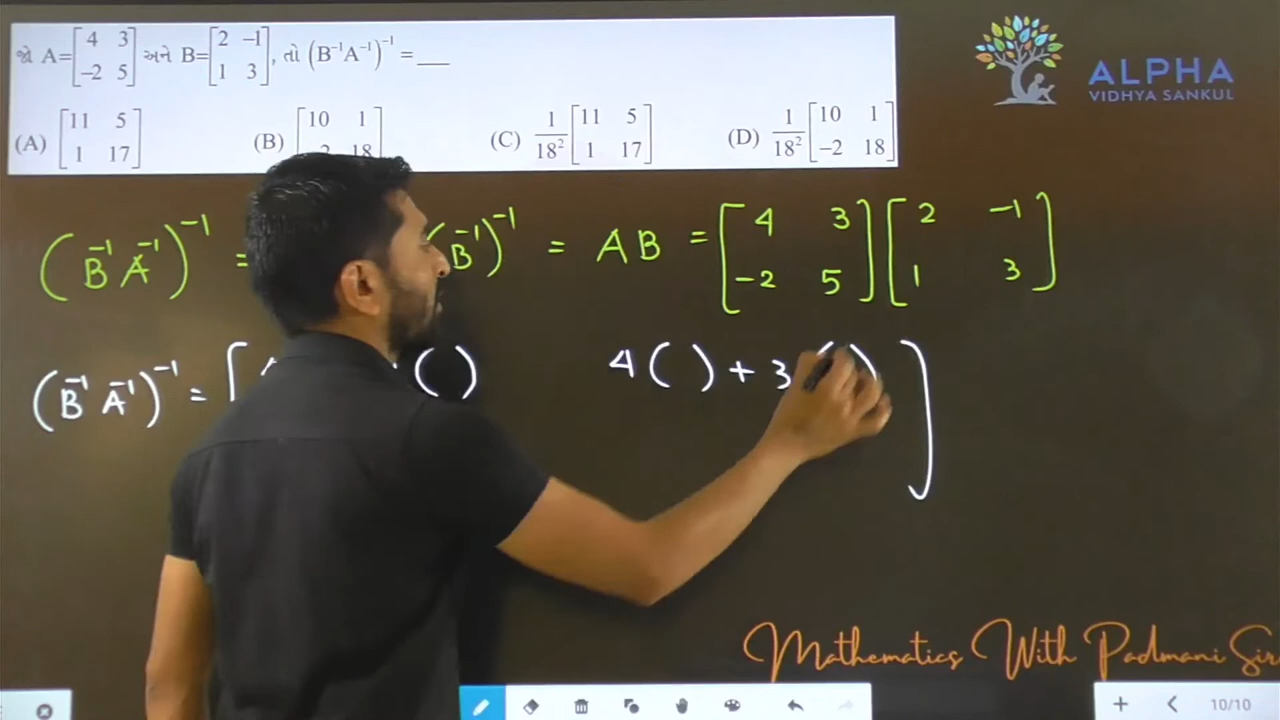 જો A=[4 3 -2 5] અને B=[2 -1 1 3], તો (B⁻¹A⁻¹)⁻¹ = ___
(A) [11 5 1 17] (B) [10 1 18] (C) 1/18² [11 5 1 17] (D) 1/18² [10 1 -2 18]
ALPHA
VIDHYA SANKUL
(B⁻¹ A⁻¹)⁻¹ = (B⁻¹)⁻¹ = AB = [4 3 -2 5][2 -1 1 3]
(B⁻¹ A⁻¹)⁻¹ = [ ( ) 4( ) + 3( ) ]
Mathematics With Padmani Sir
10/10